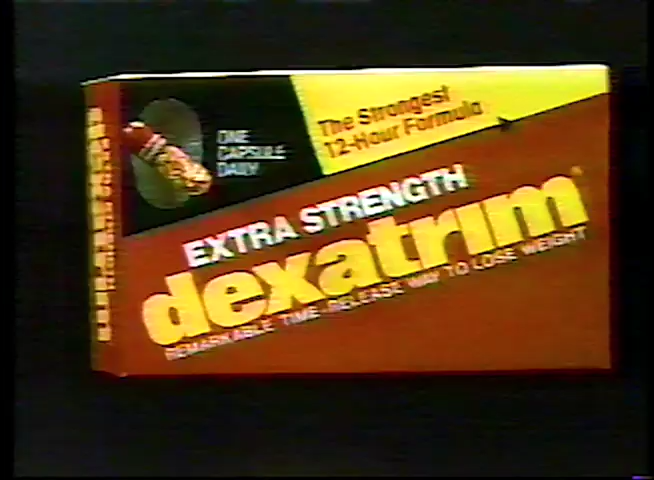 ONE
CAPSULE
DAILY
The Strongest
12-Hour Formula
EXTRA STRENGTH
dexatrim
REMARKABLE TIME-RELEASE WAY TO LOSE WEIGHT